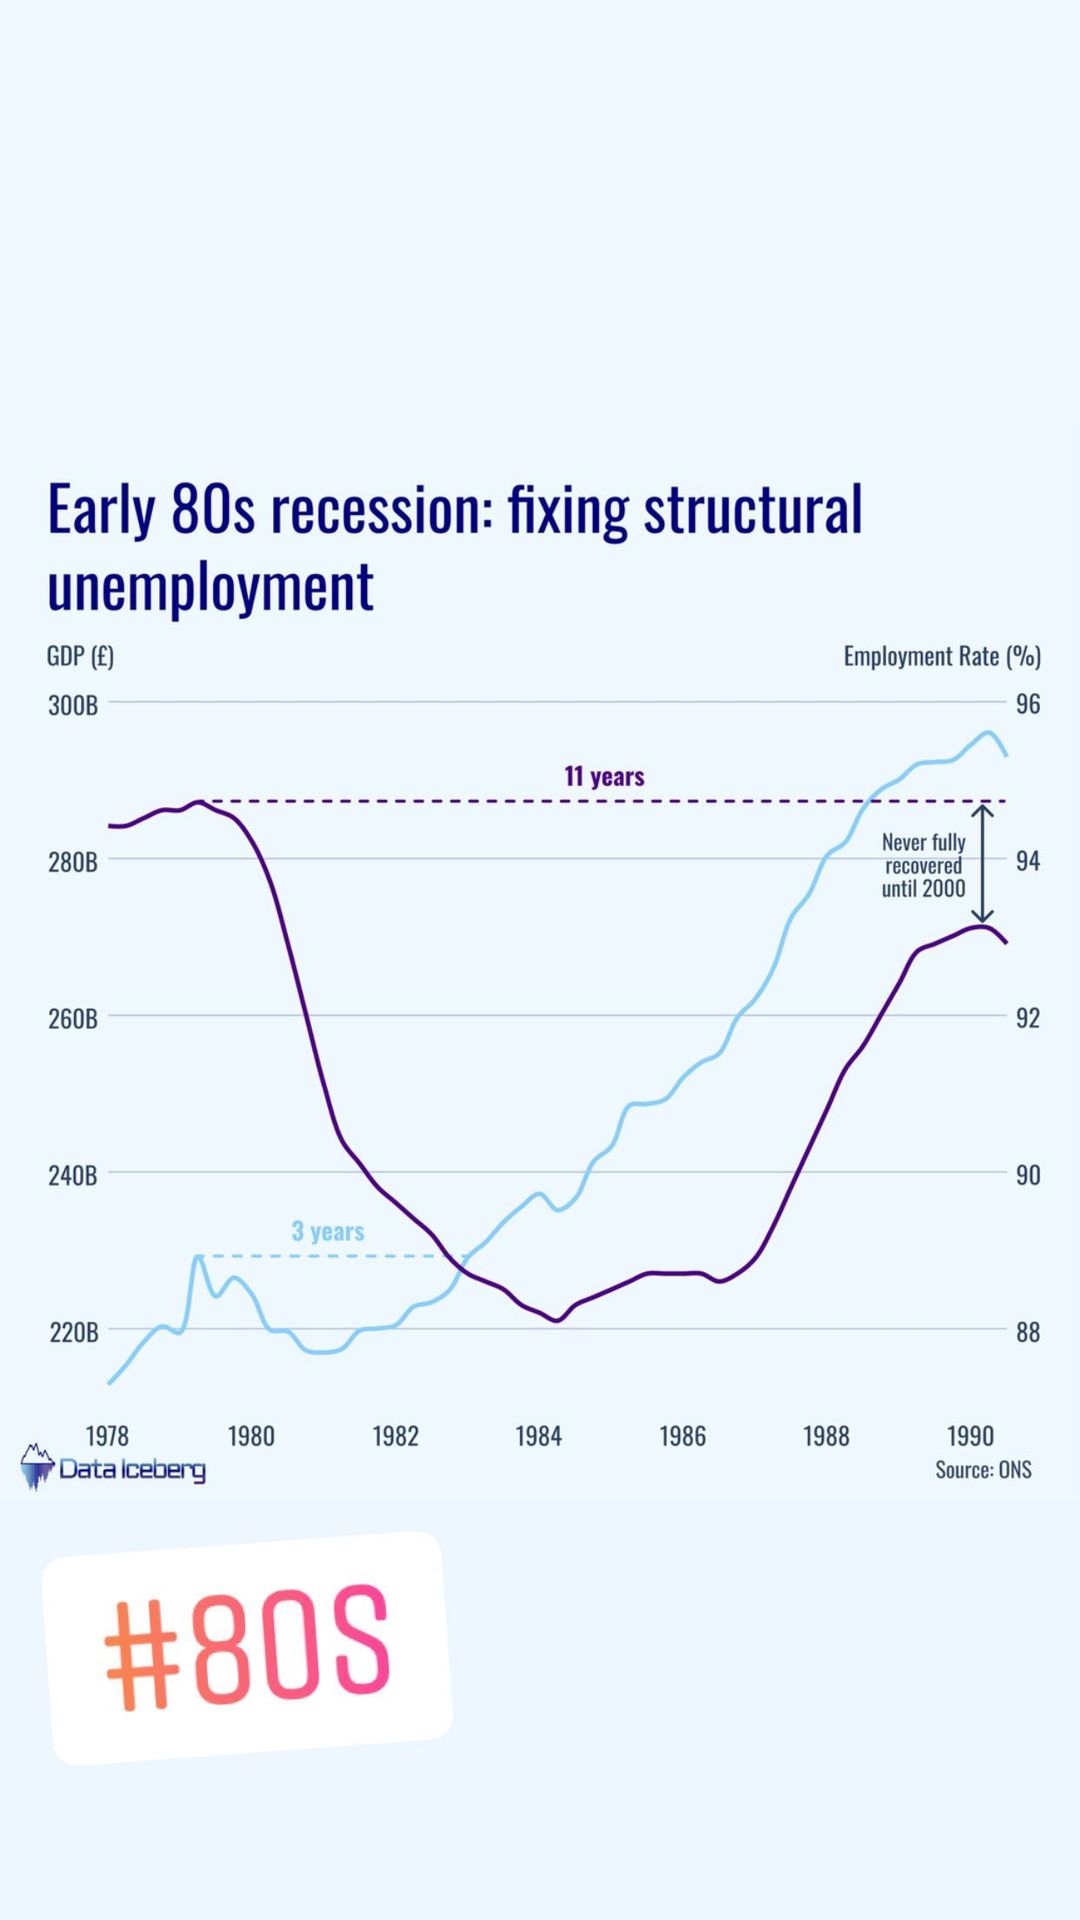 Early 80s recession: fixing structural
unemployment
GDP (£)
Employment Rate (%)
300B
96
11 years
280B
Never fully
recovered
until 2000
94
260B
92
240B
90
3 years
220B
88
1978 1980 1982 1984 1986 1988 1990
Data Iceberg
Source: ONS
#80S